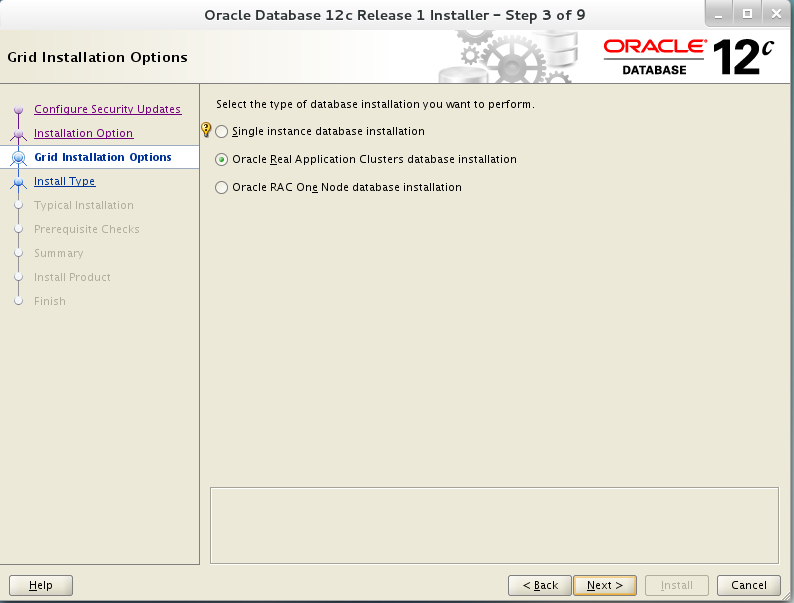 Oracle Database 12c Release 1 Installer - Step 3 of 9
Grid Installation Options
ORACLE®
DATABASE
12c
Configure Security Updates
Installation Option
Grid Installation Options
Install Type
Typical Installation
Prerequisite Checks
Summary
Install Product
Finish
Select the type of database installation you want to perform.
Single instance database installation
Oracle Real Application Clusters database installation
Oracle RAC One Node database installation
Help
< Back
Next >
Install
Cancel